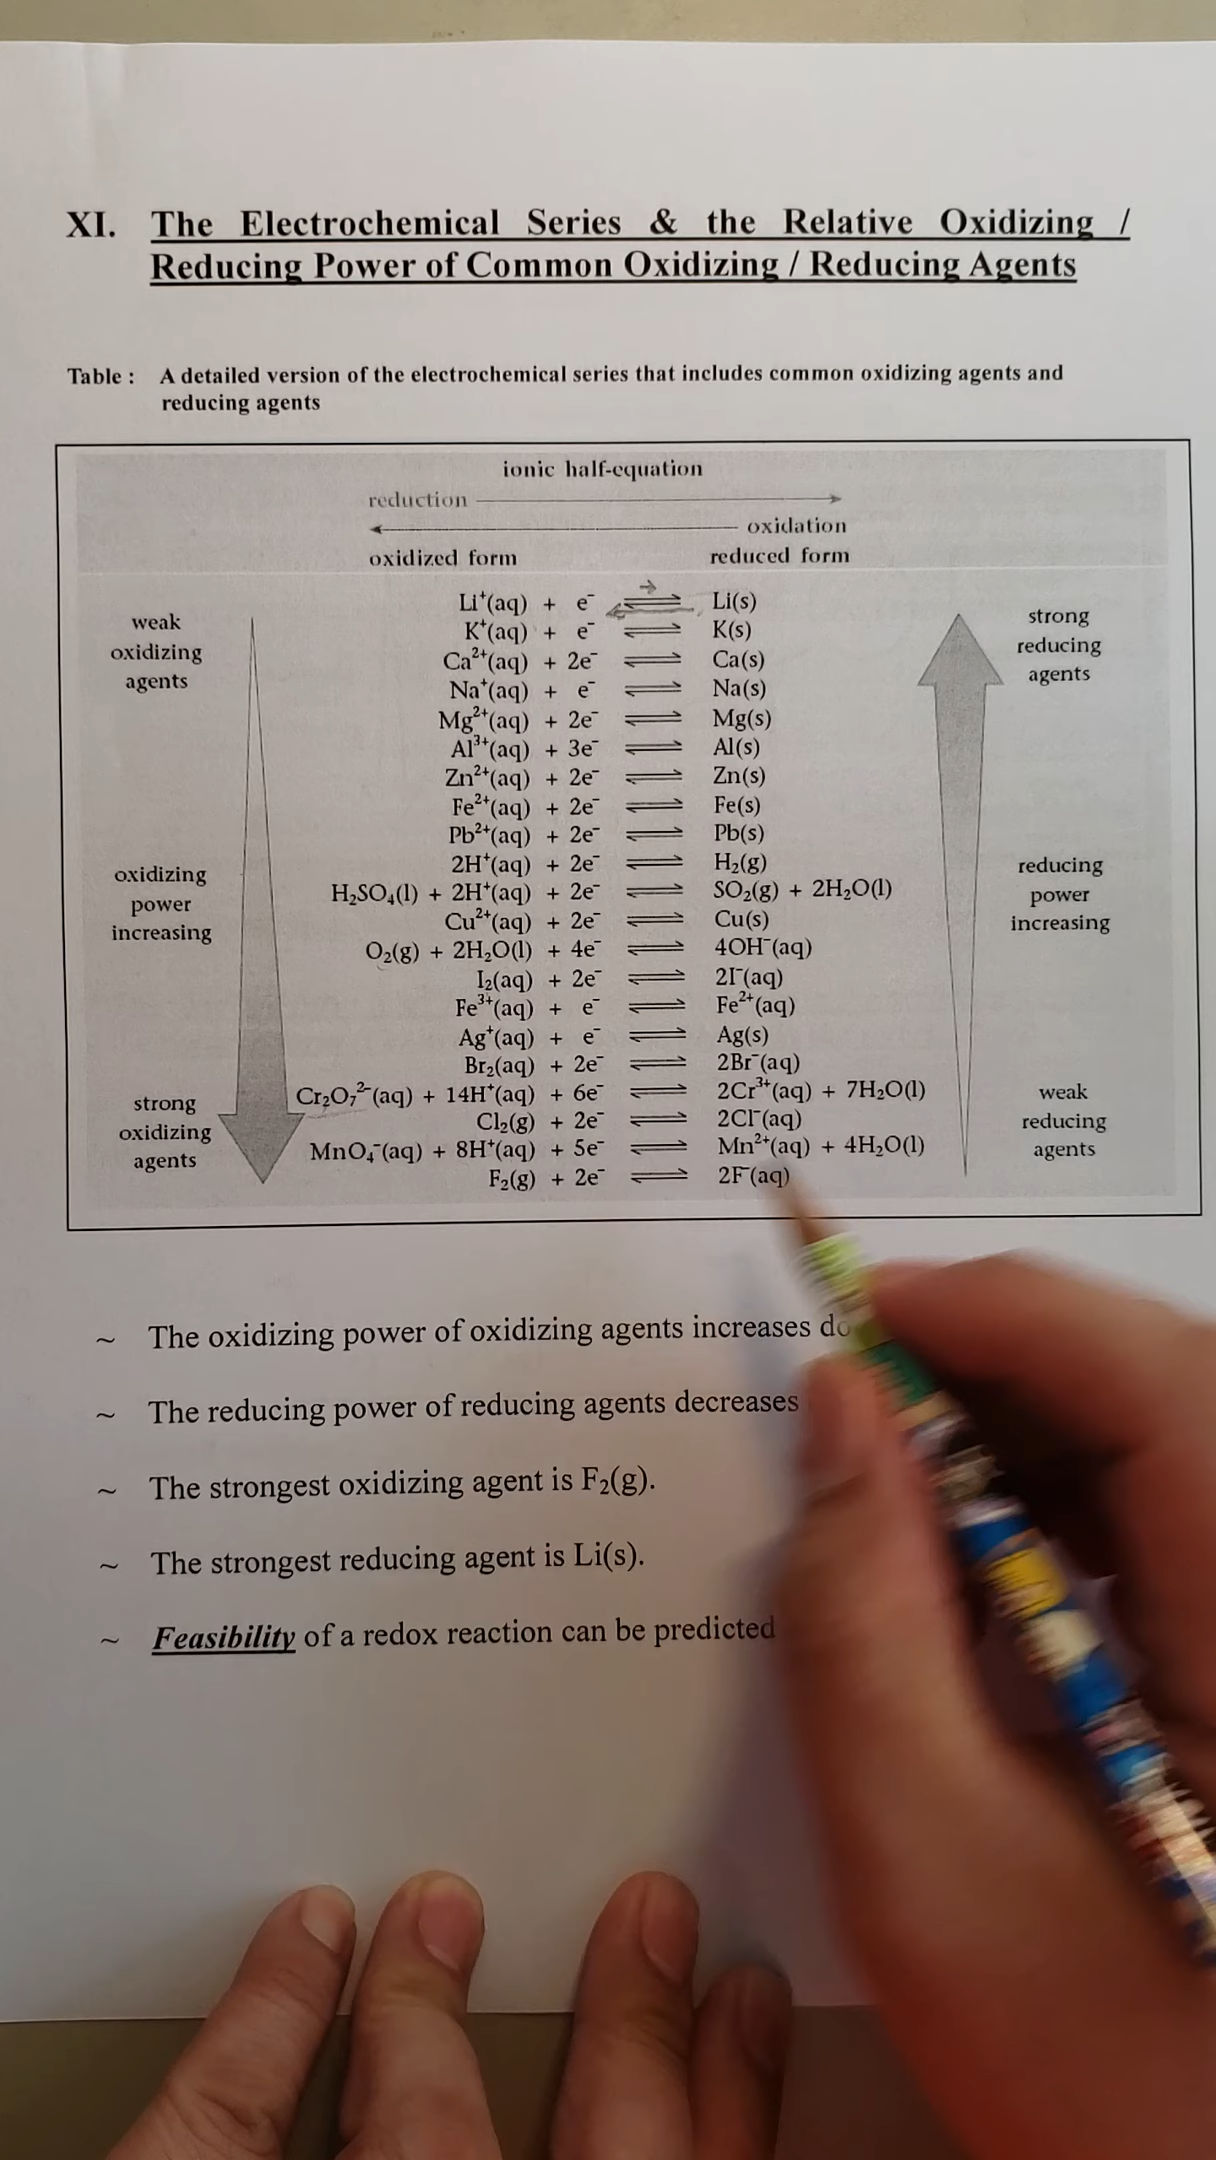 XI. The Electrochemical Series & the Relative Oxidizing /
Reducing Power of Common Oxidizing / Reducing Agents
Table : A detailed version of the electrochemical series that includes common oxidizing agents and
reducing agents
ionic half-equation
reduction
oxidation
oxidized form reduced form
weak
oxidizing
agents
oxidizing
power
increasing
strong
oxidizing
agents
Li⁺(aq) + e⁻ ⇌ Li(s)
K⁺(aq) + e⁻ ⇌ K(s)
Ca²⁺(aq) + 2e⁻ ⇌ Ca(s)
Na⁺(aq) + e⁻ ⇌ Na(s)
Mg²⁺(aq) + 2e⁻ ⇌ Mg(s)
Al³⁺(aq) + 3e⁻ ⇌ Al(s)
Zn²⁺(aq) + 2e⁻ ⇌ Zn(s)
Fe²⁺(aq) + 2e⁻ ⇌ Fe(s)
Pb²⁺(aq) + 2e⁻ ⇌ Pb(s)
2H⁺(aq) + 2e⁻ ⇌ H₂(g)
H₂SO₄(l) + 2H⁺(aq) + 2e⁻ ⇌ SO₂(g) + 2H₂O(l)
Cu²⁺(aq) + 2e⁻ ⇌ Cu(s)
O₂(g) + 2H₂O(l) + 4e⁻ ⇌ 4OH⁻(aq)
I₂(aq) + 2e⁻ ⇌ 2I⁻(aq)
Fe³⁺(aq) + e⁻ ⇌ Fe²⁺(aq)
Ag⁺(aq) + e⁻ ⇌ Ag(s)
Br₂(aq) + 2e⁻ ⇌ 2Br⁻(aq)
Cr₂O₇²⁻(aq) + 14H⁺(aq) + 6e⁻ ⇌ 2Cr³⁺(aq) + 7H₂O(l)
Cl₂(g) + 2e⁻ ⇌ 2Cl⁻(aq)
MnO₄⁻(aq) + 8H⁺(aq) + 5e⁻ ⇌ Mn²⁺(aq) + 4H₂O(l)
F₂(g) + 2e⁻ ⇌ 2F⁻(aq)
strong
reducing
agents
reducing
power
increasing
weak
reducing
agents
~ The oxidizing power of oxidizing agents increases
~ The reducing power of reducing agents decreases
~ The strongest oxidizing agent is F₂(g).
~ The strongest reducing agent is Li(s).
~ Feasibility of a redox reaction can be predicted